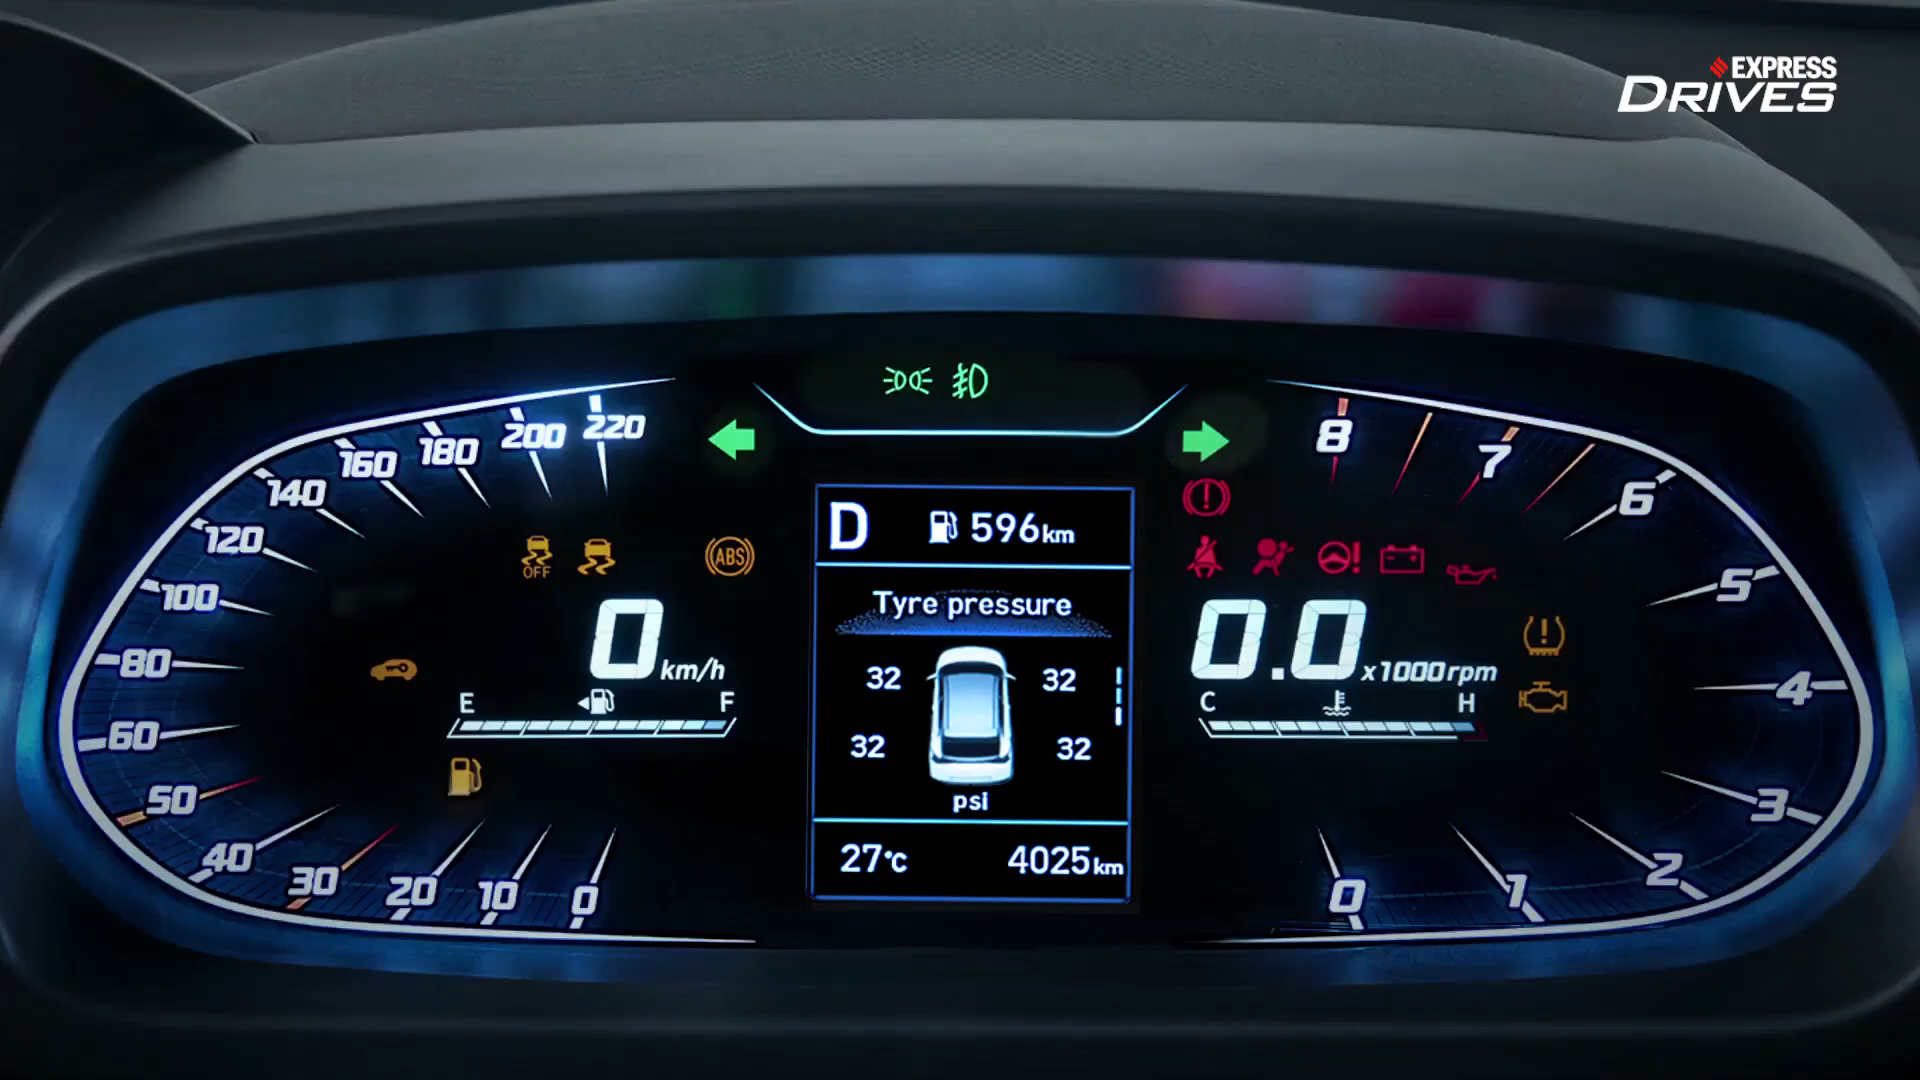 EXPRESS
DRIVES
220
200
180
160
140
120
100
80
60
50
40
30
20
10
0
OFF
ABS
0 km/h
E F
D 596km
Tyre pressure
32 32
32 32
psi
27°C 4025km
0.0 x1000rpm
C H
8
7
6
5
4
3
2
1
0